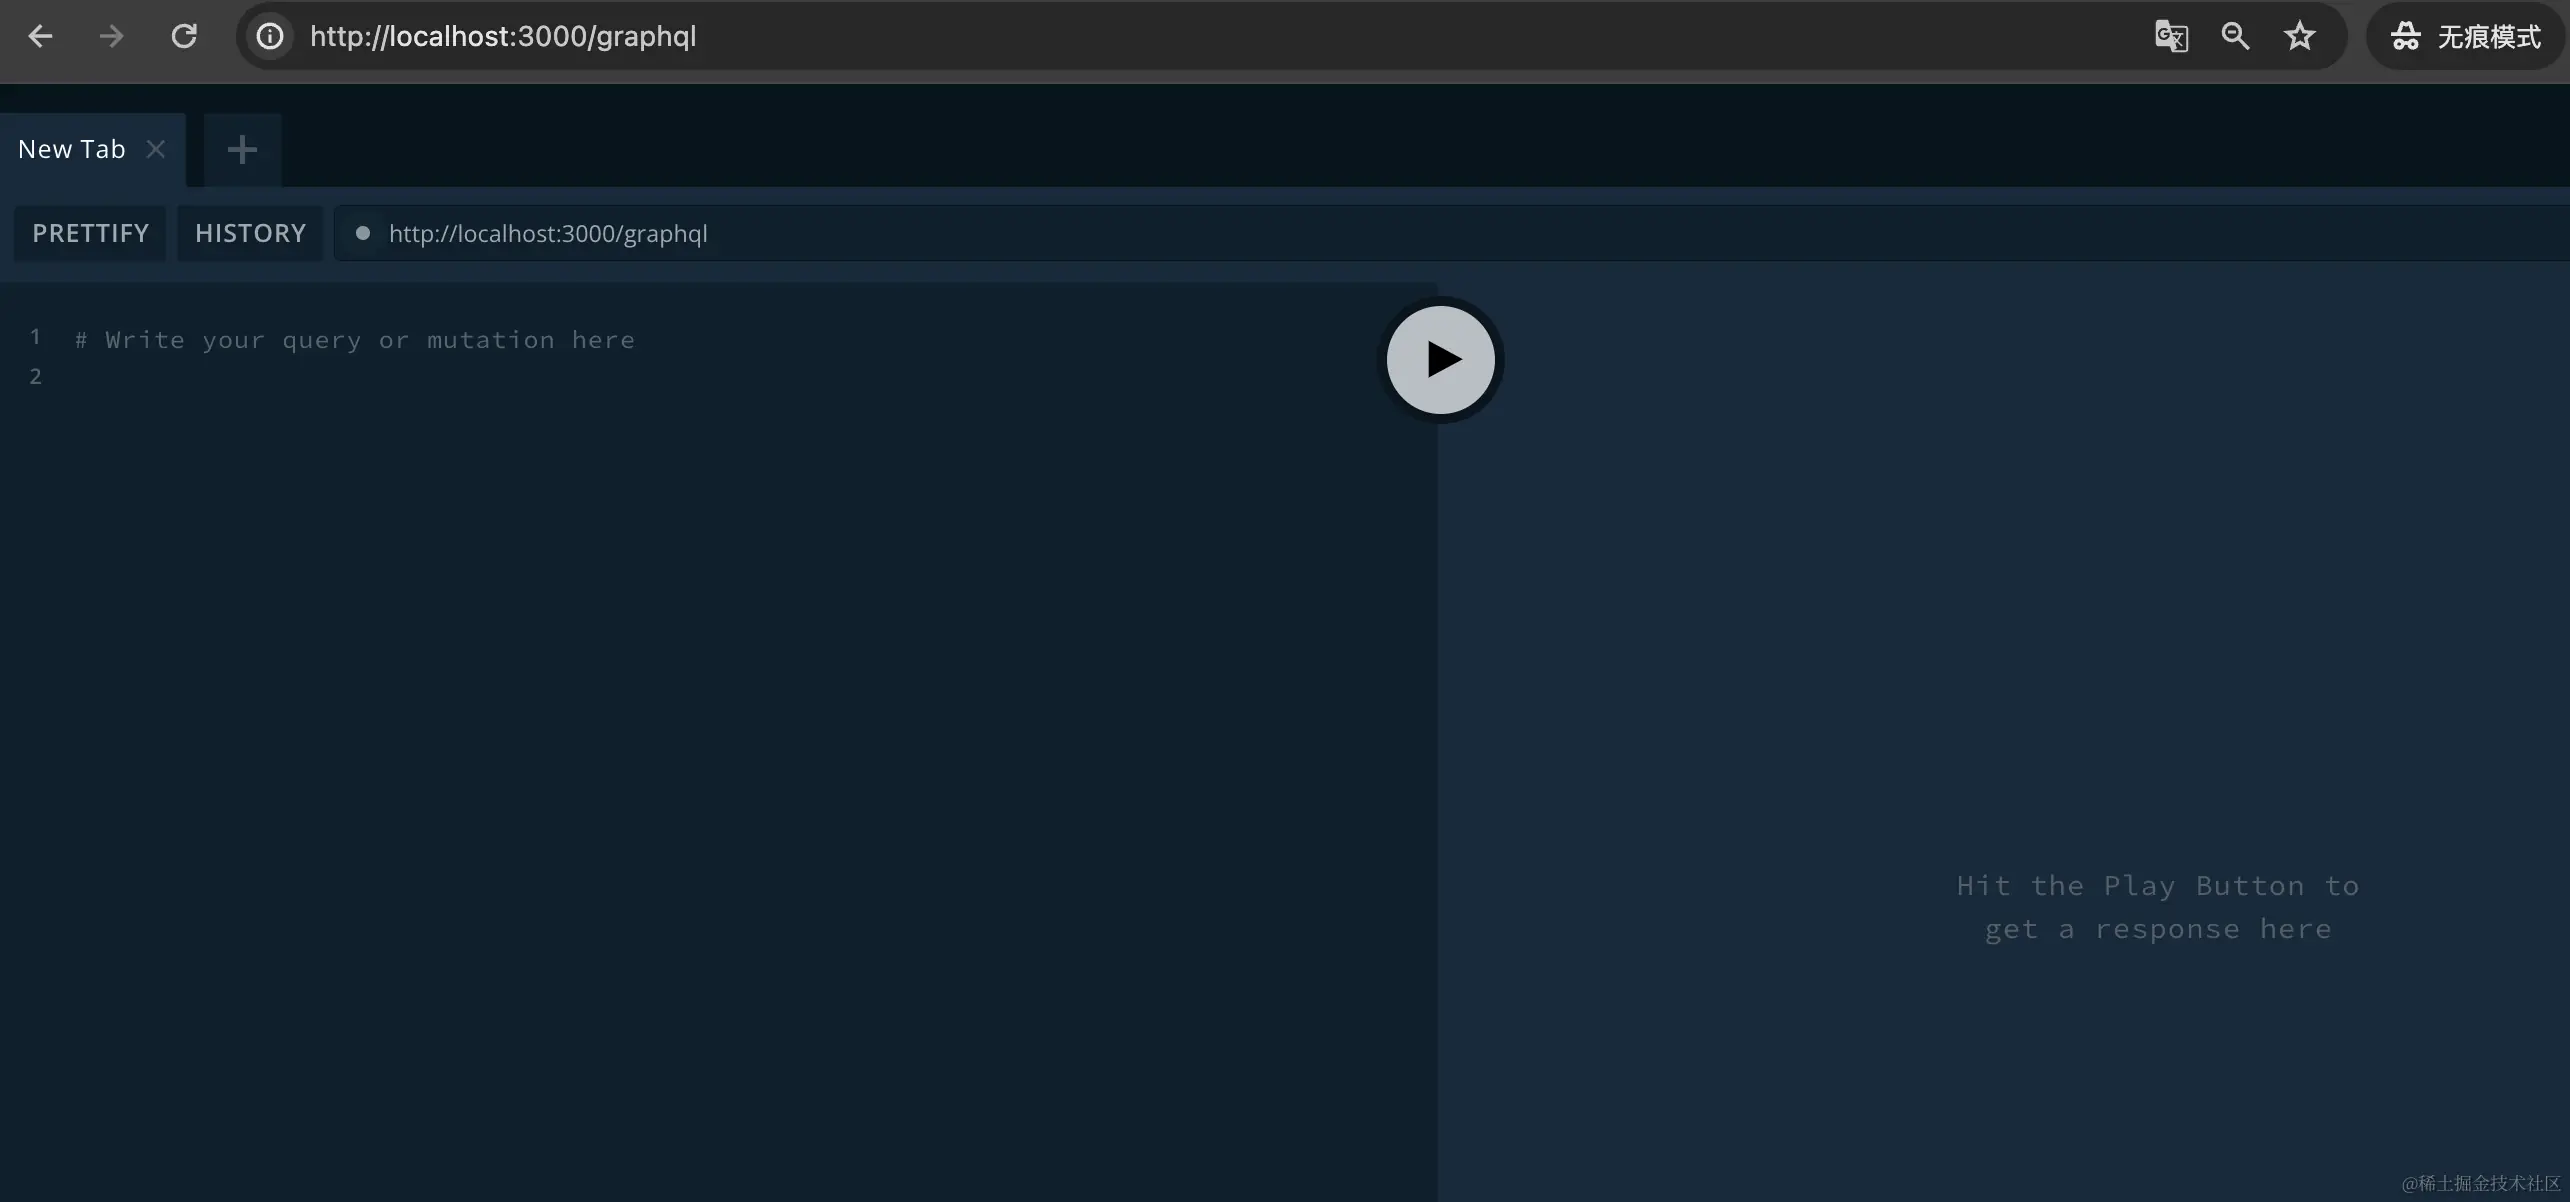 http://localhost:3000/graphql
无痕模式
New Tab
PRETTIFY
HISTORY
http://localhost:3000/graphql
1 # Write your query or mutation here
2
Hit the Play Button to
get a response here
@稀土掘金技术社区